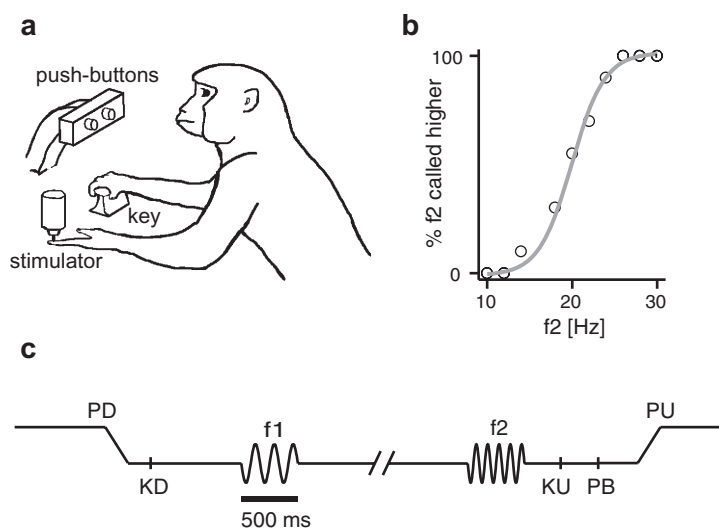 a
push-buttons
key
stimulator
b
% f2 called higher
100
0
10 20 30
f2 [Hz]
c
PD f1 f2 PU
KD KU PB
500 ms